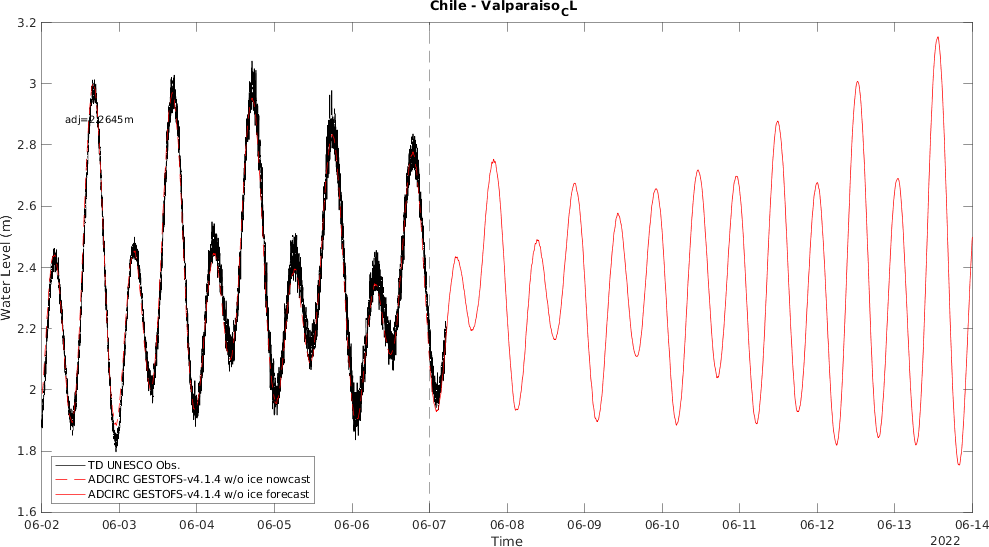 Chile - Valparaiso_CL
3.2
3
2.8
2.6
2.4
2.2
2
1.8
1.6
Water Level (m)
adj=2.2645m
TD UNESCO Obs.
ADCIRC GESTOFS-v4.1.4 w/o ice nowcast
ADCIRC GESTOFS-v4.1.4 w/o ice forecast
06-02 06-03 06-04 06-05 06-06 06-07 06-08 06-09 06-10 06-11 06-12 06-13 06-14
Time
2022